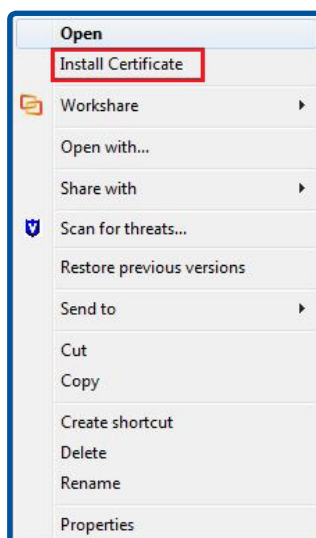 Open
Install Certificate
Workshare
Open with...
Share with
Scan for threats...
Restore previous versions
Send to
Cut
Copy
Create shortcut
Delete
Rename
Properties